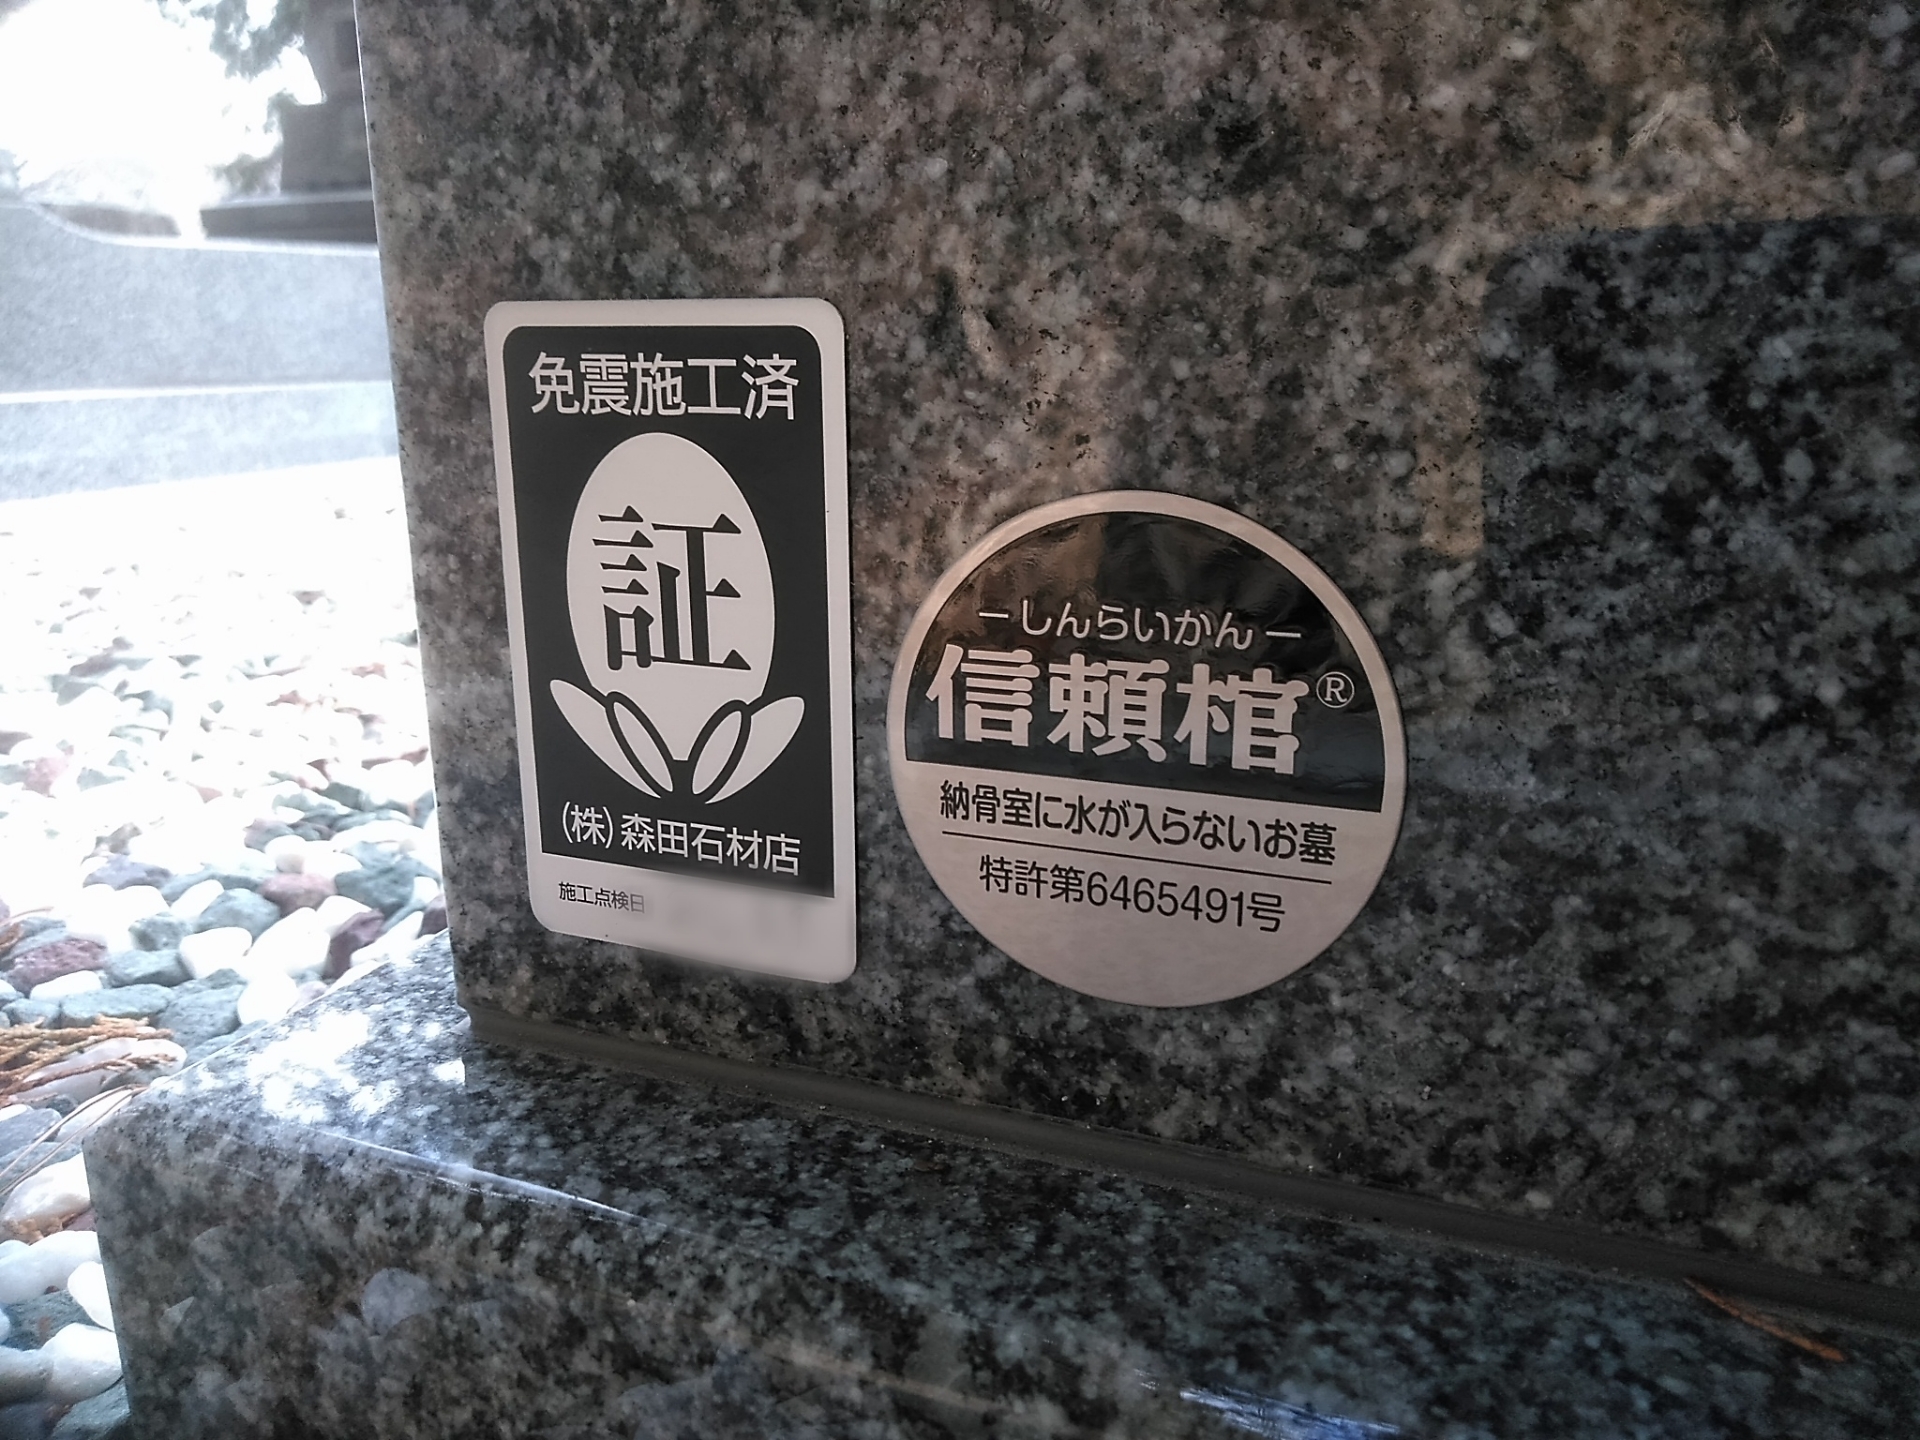 免震施工済
証
(株)森田石材店
施工点検日
ーしんらいかんー
信頼棺®
納骨室に水が入らないお墓
特許第6465491号